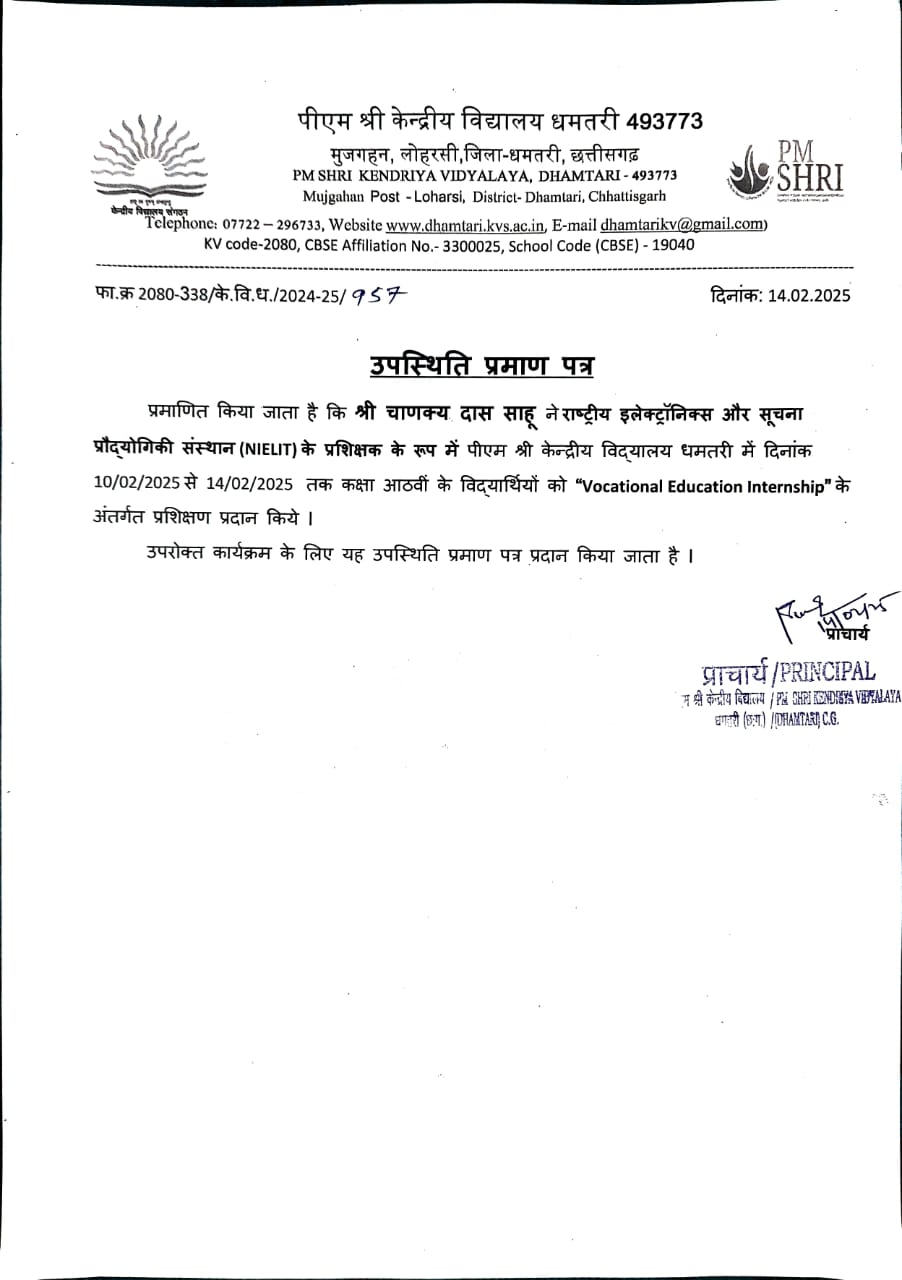 पीएम श्री केन्द्रीय विद्यालय धमतरी 493773
मुजगहन, लोहरसी,जिला-धमतरी, छत्तीसगढ़
PM SHRI KENDRIYA VIDYALAYA, DHAMTARI - 493773
Mujgahan Post - Loharsi, District- Dhamtari, Chhattisgarh
केन्द्रीय विद्यालय संगठन
PM SHRI
Telephone: 07722 – 296733, Website www.dhamtari.kvs.ac.in, E-mail dhamtarikv@gmail.com)
KV code-2080, CBSE Affiliation No.- 3300025, School Code (CBSE) - 19040
फा.क्र 2080-338/के.वि.ध./2024-25/ 957 दिनांक: 14.02.2025
उपस्थिति प्रमाण पत्र
प्रमाणित किया जाता है कि श्री चाणक्य दास साहू ने राष्ट्रीय इलेक्ट्रॉनिक्स और सूचना
प्रौद्योगिकी संस्थान (NIELIT) के प्रशिक्षक के रूप में पीएम श्री केन्द्रीय विद्यालय धमतरी में दिनांक
10/02/2025 से 14/02/2025 तक कक्षा आठवीं के विद्यार्थियों को “Vocational Education Internship" के
अंतर्गत प्रशिक्षण प्रदान किये ।
उपरोक्त कार्यक्रम के लिए यह उपस्थिति प्रमाण पत्र प्रदान किया जाता है ।
प्राचार्य
प्राचार्य/PRINCIPAL
म श्री केन्द्रीय विद्यालय / PM SHRI KENDRIYA VIDYALAYA
धमतरी (छ.ग.) / (DHAMTARI) C.G.